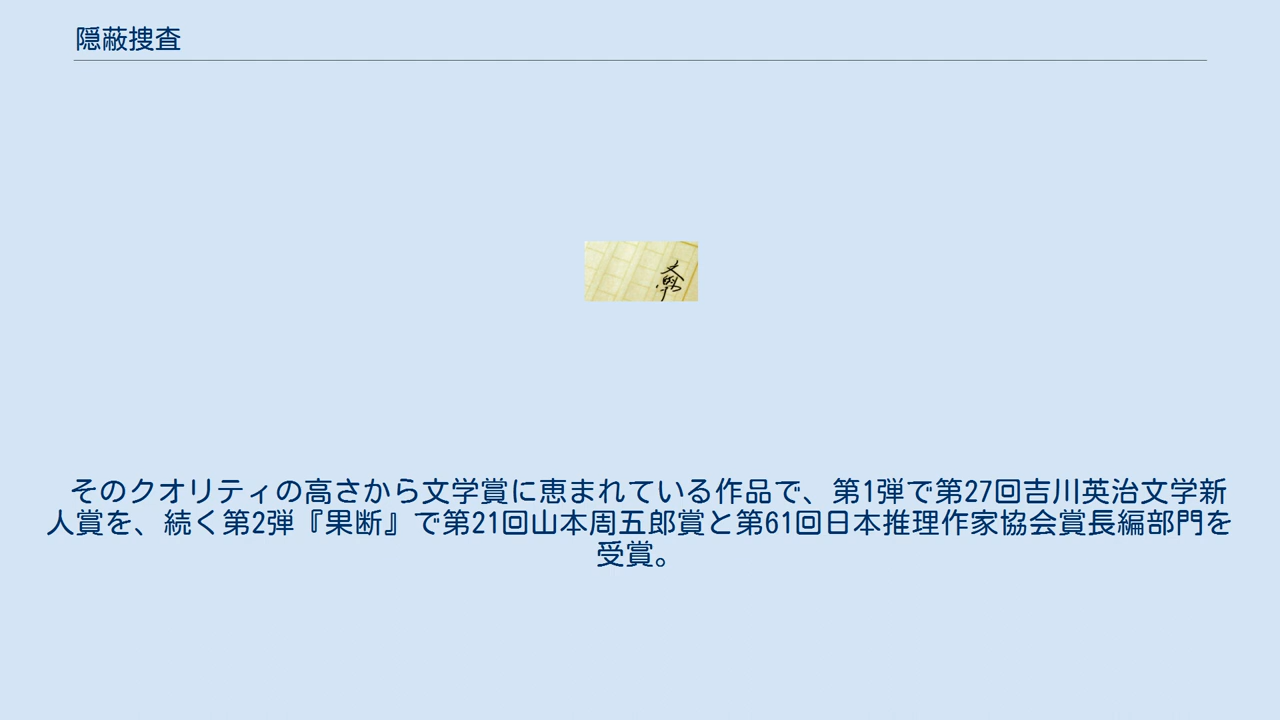 隠蔽捜査
そのクオリティの高さから文学賞に恵まれている作品で、第1弾で第27回吉川英治文学新
人賞を、続く第2弾『果断』で第21回山本周五郎賞と第61回日本推理作家協会賞長編部門を
受賞。